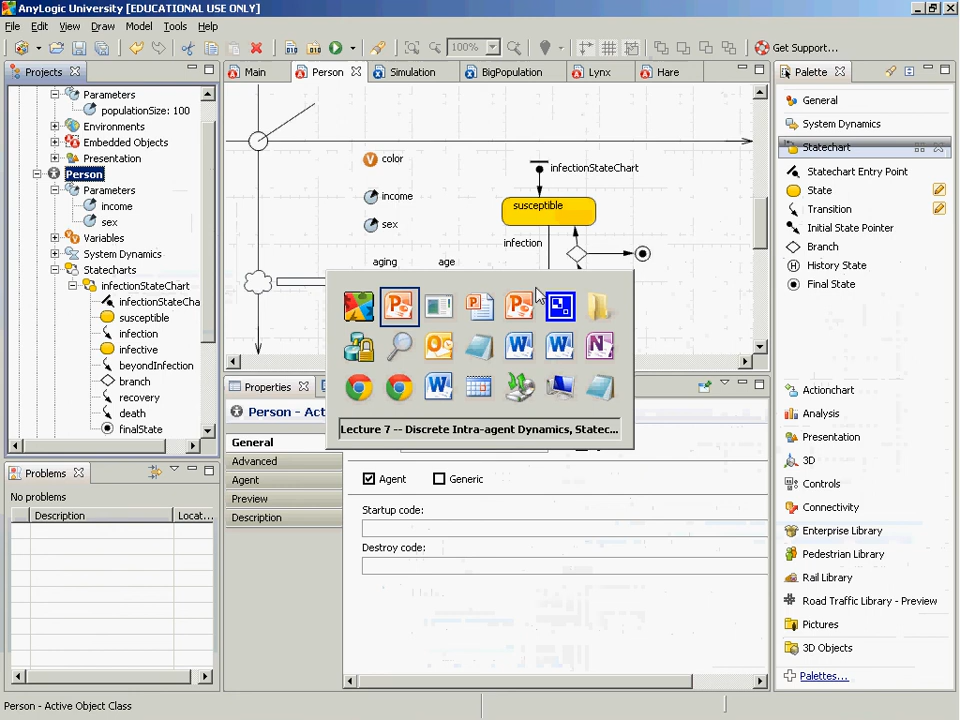 AnyLogic University [EDUCATIONAL USE ONLY]
File Edit View Draw Model Tools Help
100% Get Support...
Projects
Parameters
populationSize: 100
Environments
Embedded Objects
Presentation
Person
Parameters
income
sex
Variables
System Dynamics
Statecharts
infectionStateChart
infectionStateCha
susceptible
infection
infective
beyondInfection
branch
recovery
death
finalState
Problems
No problems
Description Locat...
Main Person Simulation BigPopulation Lynx Hare
color
income
sex
aging age
infectionStateChart
susceptible
infection
Lecture 7 -- Discrete Intra-agent Dynamics, Statec...
Properties
Person - Act
General
Advanced
Agent
Preview
Description
Agent Generic
Startup code:
Destroy code:
Palette
General
System Dynamics
Statechart
Statechart Entry Point
State
Transition
Initial State Pointer
Branch
History State
Final State
Actionchart
Analysis
Presentation
3D
Controls
Connectivity
Enterprise Library
Pedestrian Library
Rail Library
Road Traffic Library - Preview
Pictures
3D Objects
Palettes...
Person - Active Object Class